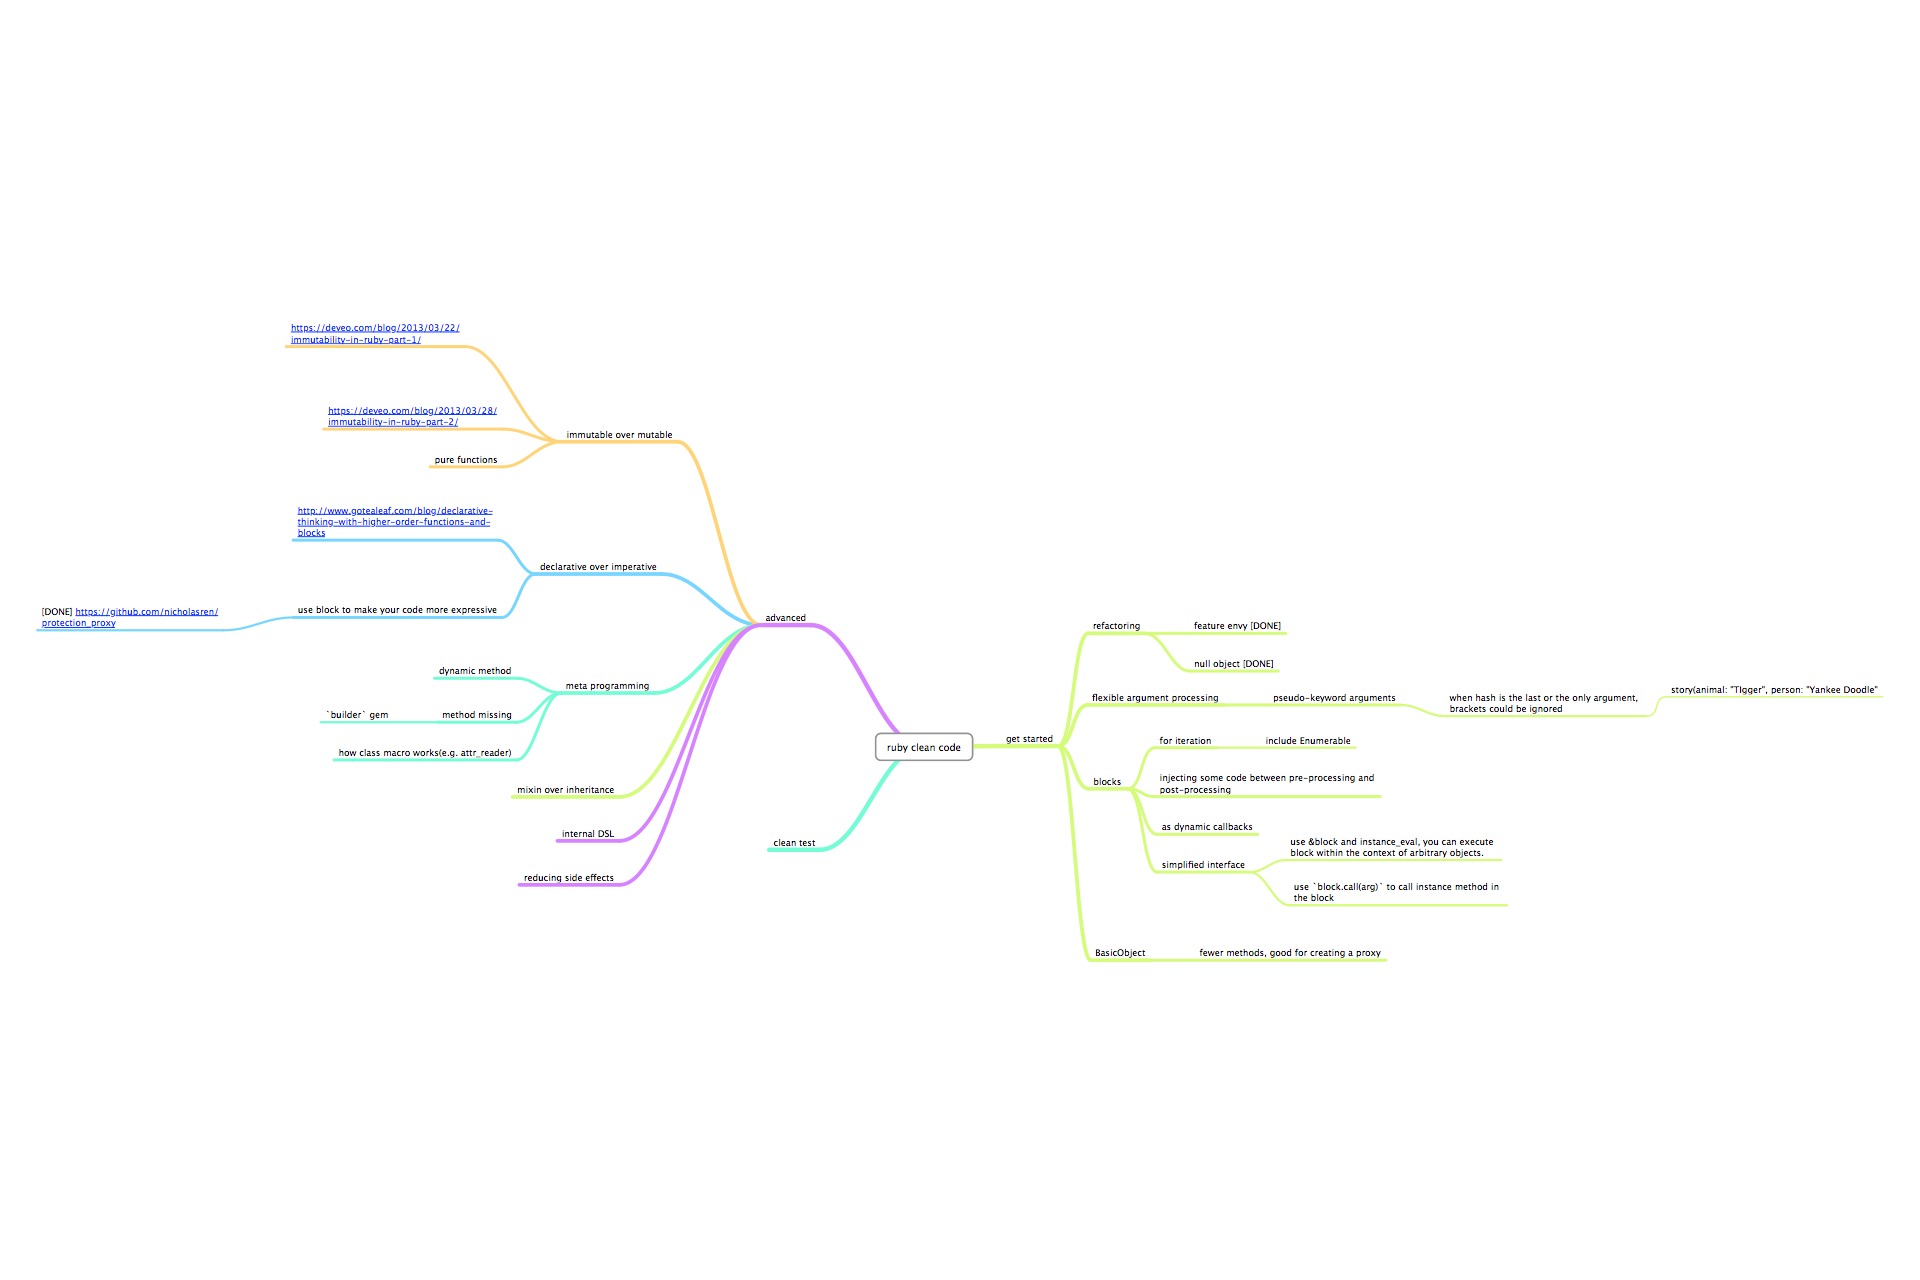 https://deveo.com/blog/2013/03/22/
immutability-in-ruby-part-1/
https://deveo.com/blog/2013/03/28/
immutability-in-ruby-part-2/
pure functions
immutable over mutable
http://www.gotealeaf.com/blog/declarative-
thinking-with-higher-order-functions-and-
blocks
declarative over imperative
use block to make your code more expressive
[DONE] https://github.com/nicholasren/
protection_proxy
advanced
dynamic method
meta programming
`builder` gem
method missing
how class macro works(e.g. attr_reader)
mixin over inheritance
internal DSL
reducing side effects
clean test
ruby clean code
get started
refactoring
feature envy [DONE]
null object [DONE]
flexible argument processing
pseudo-keyword arguments
when hash is the last or the only argument,
brackets could be ignored
story(animal: "TIgger", person: "Yankee Doodle"
blocks
for iteration
include Enumerable
injecting some code between pre-processing and
post-processing
as dynamic callbacks
simplified interface
use &block and instance_eval, you can execute
block within the context of arbitrary objects.
use `block.call(arg)` to call instance method in
the block
BasicObject
fewer methods, good for creating a proxy